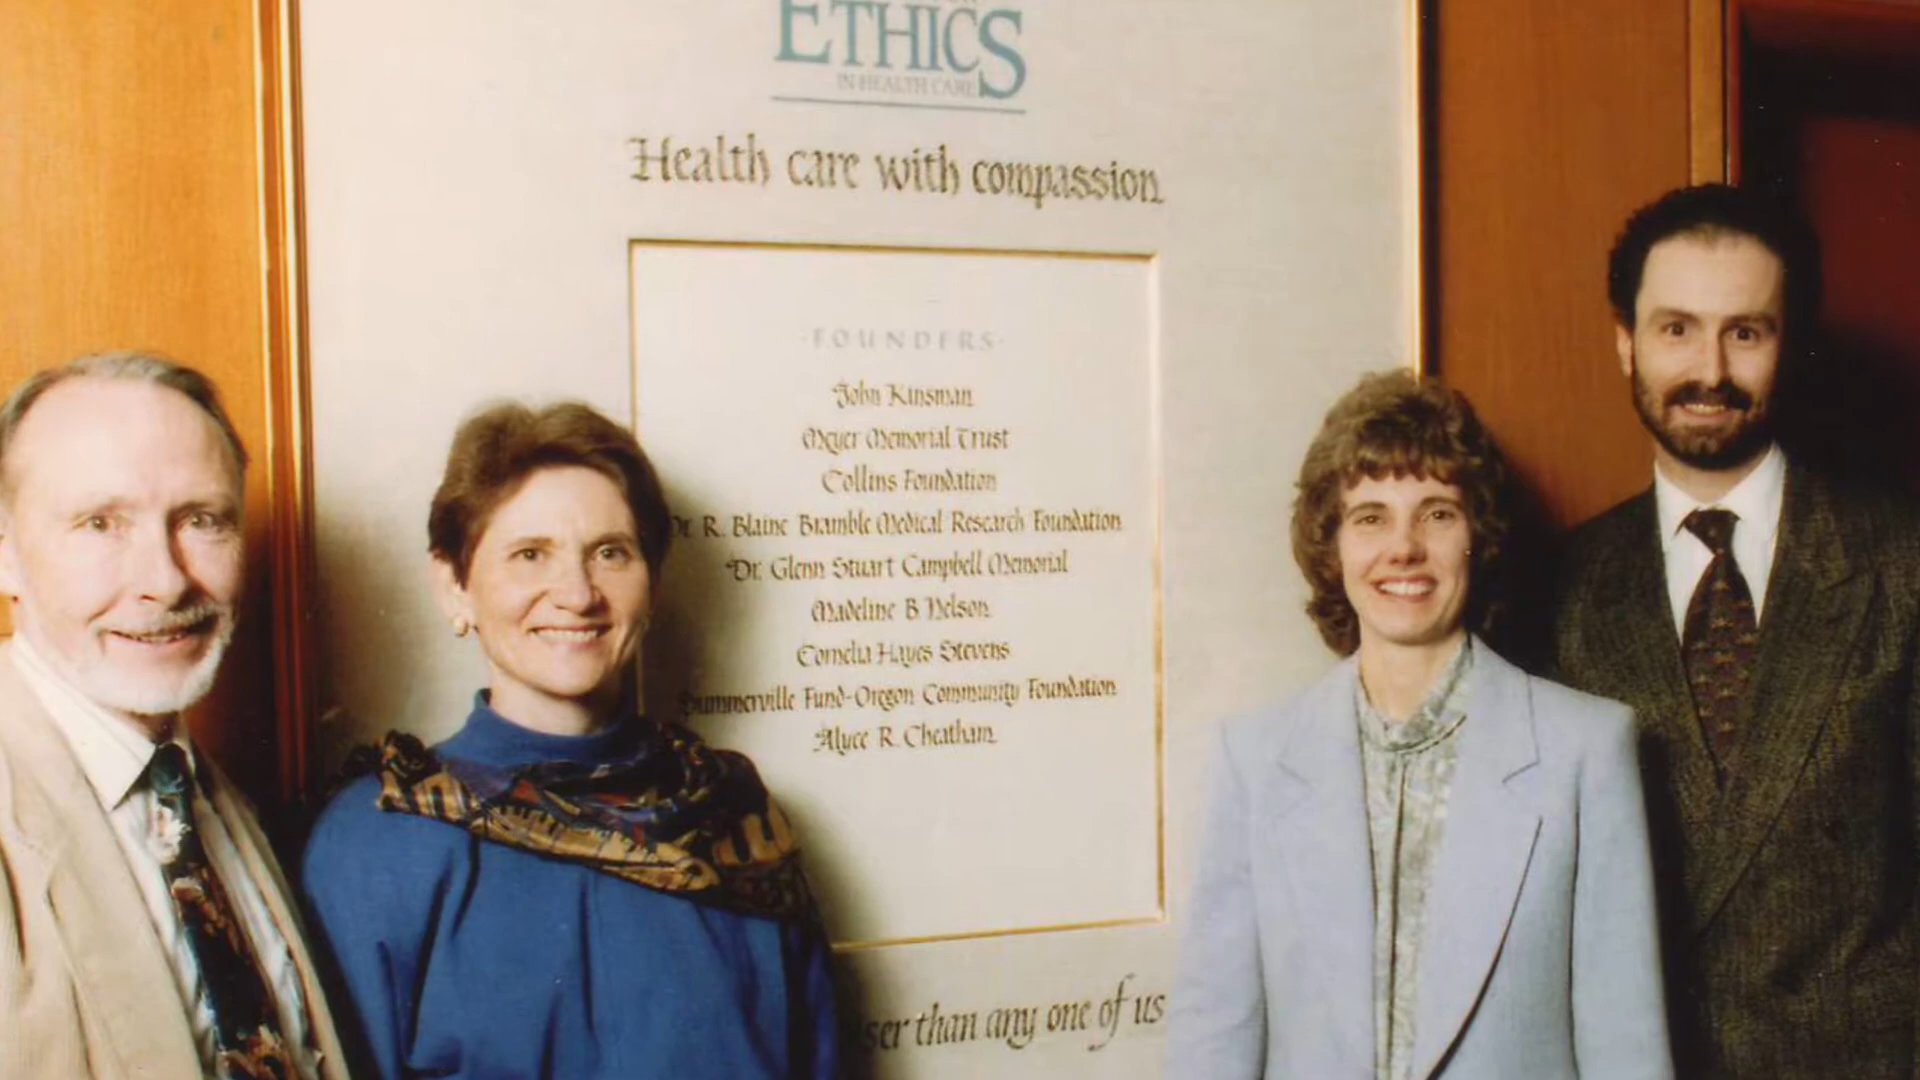 ETHICS
IN HEALTH CARE
Health care with compassion
·FOUNDERS·
John Kinsman
Meyer Memorial Trust
Collins Foundation
Dr. R. Blaine Bramble Medical Research Foundation
Dr. Glenn Stuart Campbell Memorial
Madeline B. Nelson
Cornelia Hayes Stevens
Summerville Fund-Oregon Community Foundation
Alyce R. Cheatham
than any one of us